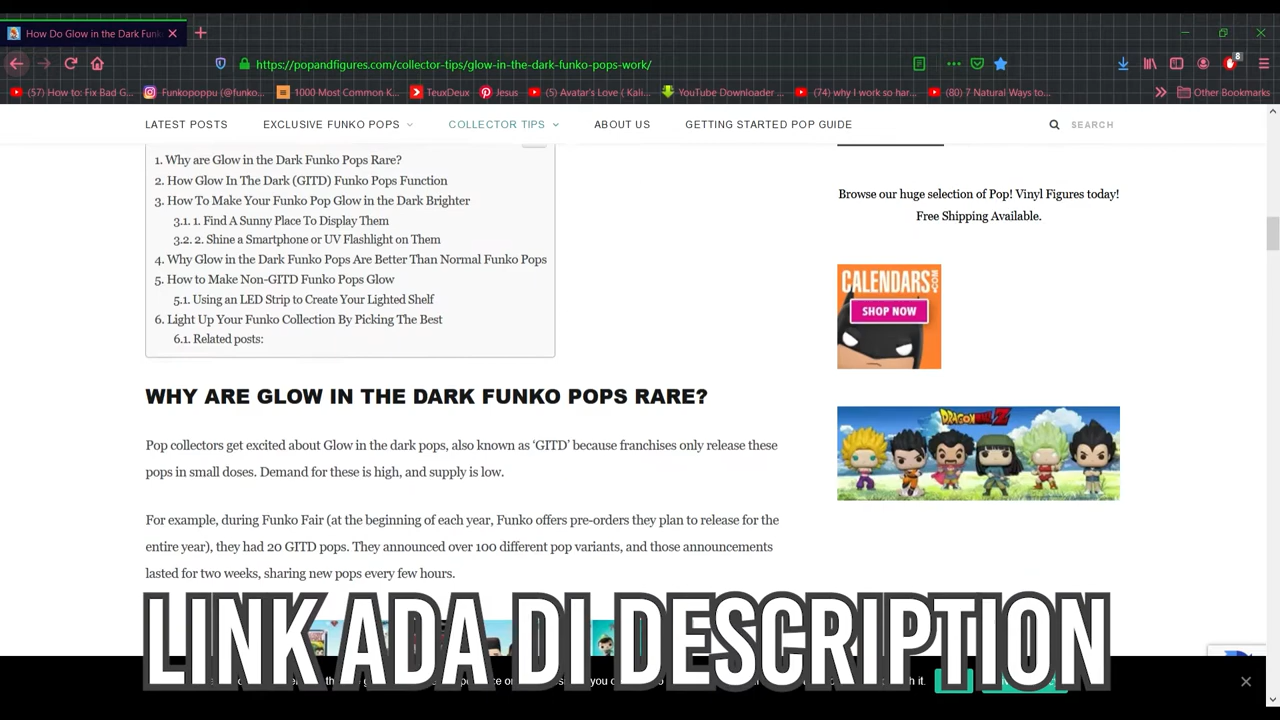 How Do Glow in the Dark Funk
https://popandfigures.com/collector-tips/glow-in-the-dark-funko-pops-work/
8
(57) How to: Fix Bad G...
Funkopoppu (@funko...
1000 Most Common K...
TeuxDeux
Jesus
(5) Avatar's Love ( Kali...
YouTube Downloader ...
(74) why I work so har...
(80) 7 Natural Ways to...
Other Bookmarks
LATEST POSTS
EXCLUSIVE FUNKO POPS
COLLECTOR TIPS
ABOUT US
GETTING STARTED POP GUIDE
SEARCH
1. Why are Glow in the Dark Funko Pops Rare?
2. How Glow In The Dark (GITD) Funko Pops Function
3. How To Make Your Funko Pop Glow in the Dark Brighter
3.1. 1. Find A Sunny Place To Display Them
3.2. 2. Shine a Smartphone or UV Flashlight on Them
4. Why Glow in the Dark Funko Pops Are Better Than Normal Funko Pops
5. How to Make Non-GITD Funko Pops Glow
5.1. Using an LED Strip to Create Your Lighted Shelf
6. Light Up Your Funko Collection By Picking The Best
6.1. Related posts:
Browse our huge selection of Pop! Vinyl Figures today!
Free Shipping Available.
CALENDARS.COM
SHOP NOW
DRAGONBALL Z
WHY ARE GLOW IN THE DARK FUNKO POPS RARE?
Pop collectors get excited about Glow in the dark pops, also known as ‘GITD’ because franchises only release these
pops in small doses. Demand for these is high, and supply is low.
For example, during Funko Fair (at the beginning of each year, Funko offers pre-orders they plan to release for the
entire year), they had 20 GITD pops. They announced over 100 different pop variants, and those announcements
lasted for two weeks, sharing new pops every few hours.
LINK ADA DI DESCRIPTION